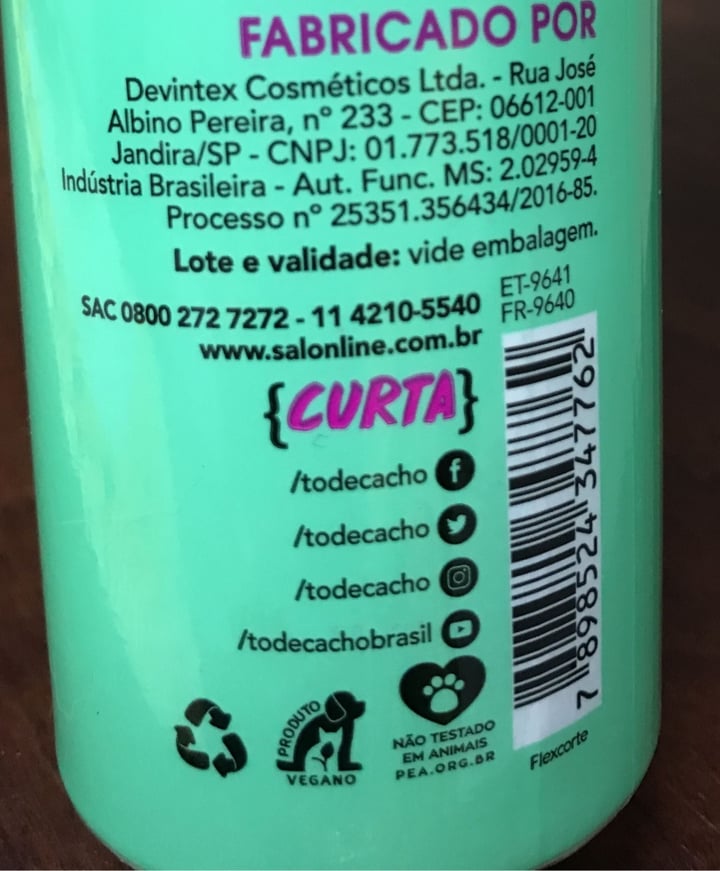 FABRICADO POR
Devintex Cosméticos Ltda. - Rua José
Albino Pereira, nº 233 - CEP: 06612-001
Jandira/SP - CNPJ: 01.773.518/0001-20
Indústria Brasileira - Aut. Func. MS: 2.02959-4
Processo nº 25351.356434/2016-85.
Lote e validade: vide embalagem.
SAC 0800 272 7272 - 11 4210-5540
www.salonline.com.br
ET-9641
FR-9640
{CURTA}
/todecacho
/todecacho
/todecacho
/todecachobrasil
PRODUTO
VEGANO
NÃO TESTADO
EM ANIMAIS
PEA.ORG.BR
7 898524 347762
Flexcorte